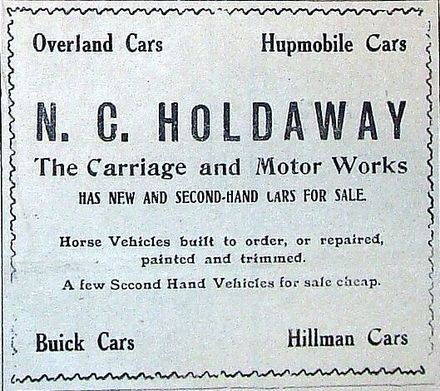 Overland Cars Hupmobile Cars
N. C. HOLDAWAY
The Carriage and Motor Works
HAS NEW AND SECOND-HAND CARS FOR SALE.
Horse Vehicles built to order, or repaired,
painted and trimmed.
A few Second Hand Vehicles for sale cheap.
Buick Cars Hillman Cars